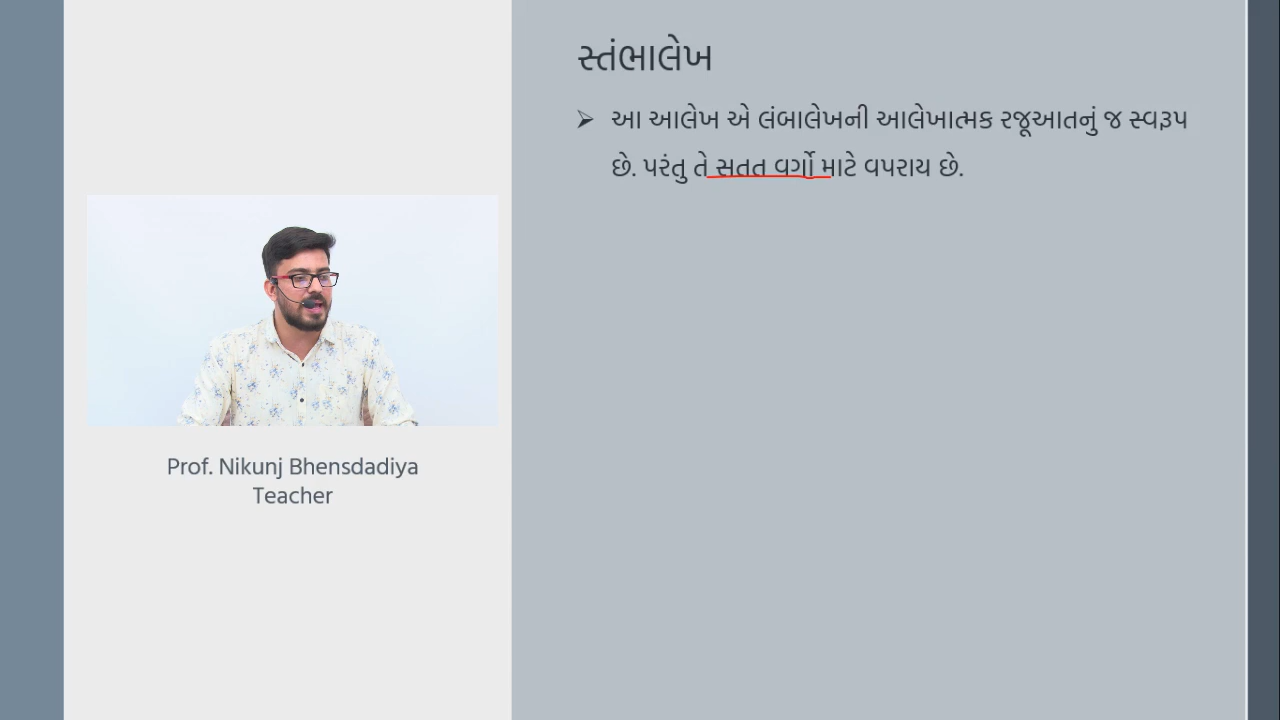 સ્તંભાલેખ
➢ આ આલેખ એ લંબાલેખની આલેખાત્મક રજૂઆતનું જ સ્વરૂપ
છે. પરંતુ તે સતત વર્ગો માટે વપરાય છે.
Prof. Nikunj Bhensdadiya
Teacher